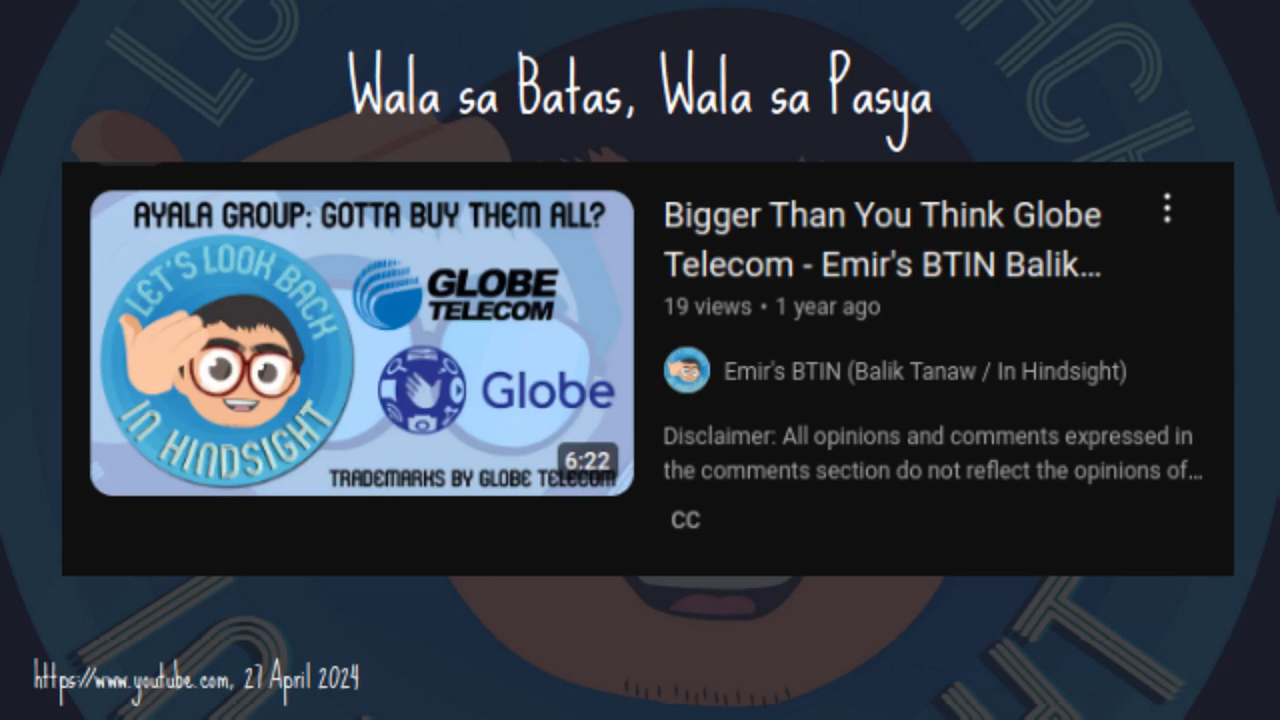 Wala sa Batas, Wala sa Pasya
AYALA GROUP: GOTTA BUY THEM ALL?
LET'S LOOK BACK
IN HINDSIGHT
GLOBE
TELECOM
Globe
6:22
TRADEMARKS BY GLOBE TELECOM
Bigger Than You Think Globe
Telecom - Emir's BTIN Balik...
19 views • 1 year ago
Emir's BTIN (Balik Tanaw / In Hindsight)
Disclaimer: All opinions and comments expressed in
the comments section do not reflect the opinions of...
CC
https://www.youtube.com, 27 April 2024